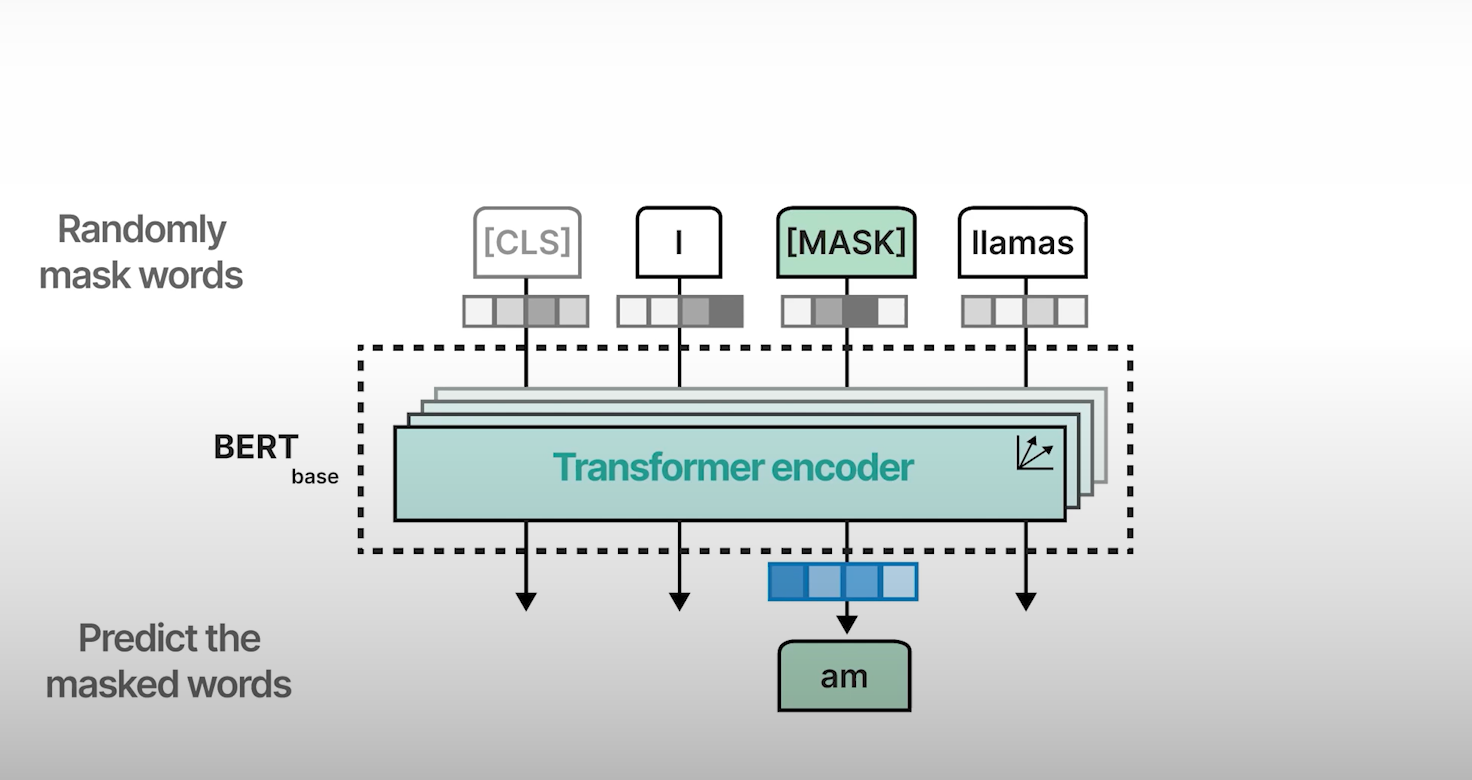 Randomly
mask words
[CLS]
I
[MASK]
llamas
BERT
base
Transformer encoder
Predict the
masked words
am